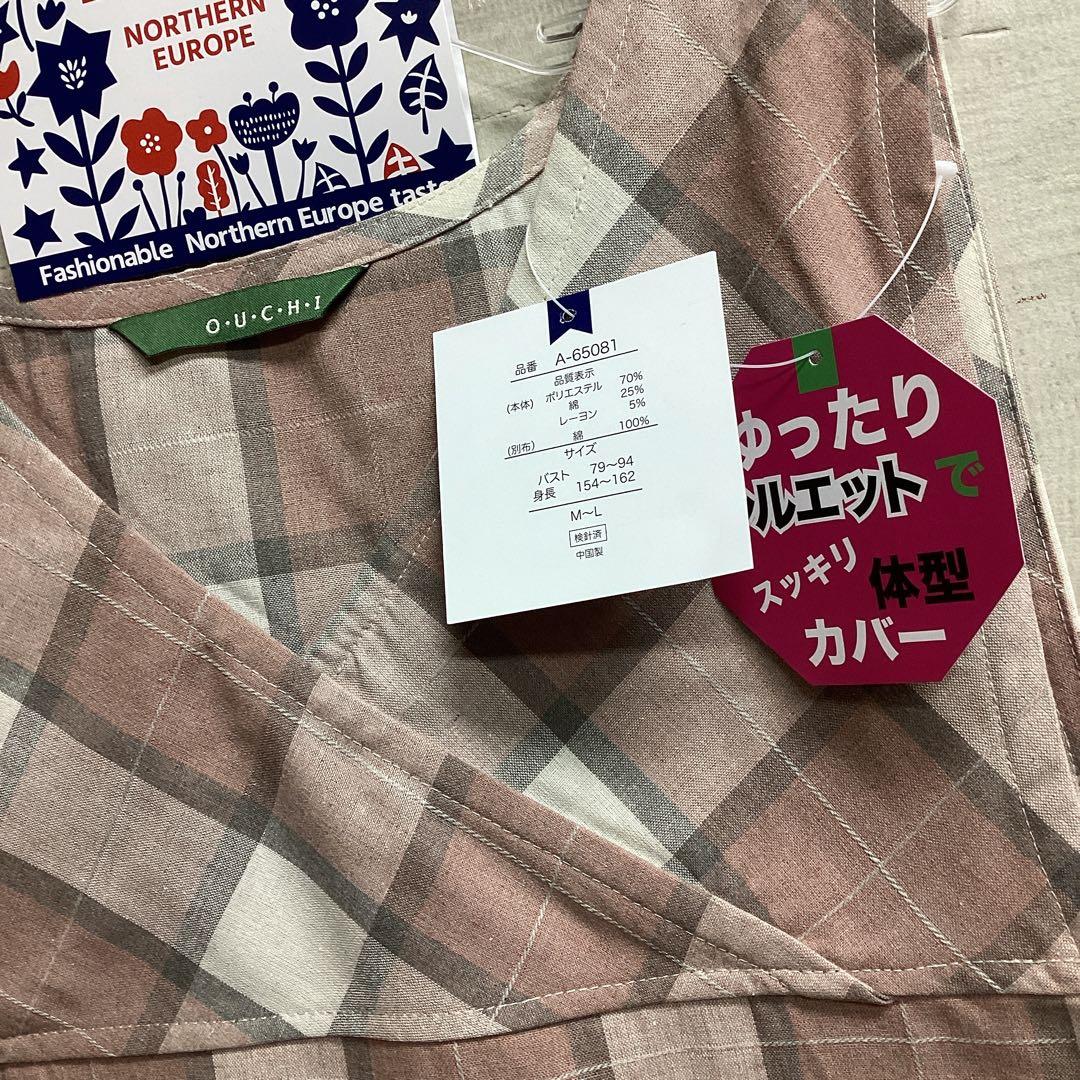 NORTHERN
EUROPE
Fashionable Northern Europe taste
O・U・C・H・I
品番 A-65081
品質表示
(本体) ポリエステル 70%
綿 25%
レーヨン 5%
(別布) 綿 100%
サイズ
バスト 79〜94
身長 154〜162
M〜L
検針済
中国製
ゆったり
ルエットで
スッキリ 体型
カバー